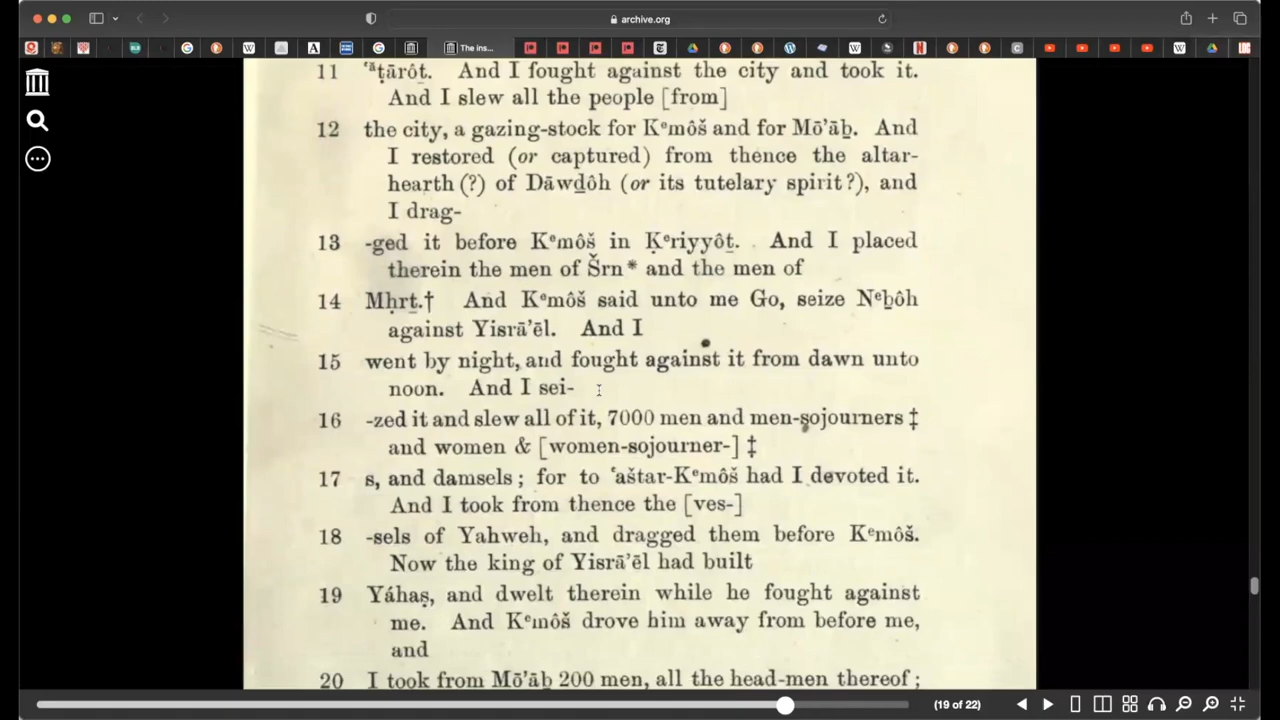 archive.org
The ins...
11 ʿᵃṭārôṯ. And I fought against the city and took it.
And I slew all the people [from]
12 the city, a gazing-stock for Kᵉmôš and for Mō’āḇ. And
I restored (or captured) from thence the altar-
hearth (?) of Dāwḏôh (or its tutelary spirit?), and
I drag-
13 -ged it before Kᵉmôš in Ḳᵉriyyôṯ. And I placed
therein the men of Šrn* and the men of
14 Mḥrṯ.† And Kᵉmôš said unto me Go, seize Nᵉḇôh
against Yisrā’ēl. And I
15 went by night, and fought against it from dawn unto
noon. And I sei-
16 -zed it and slew all of it, 7000 men and men-sojourners ‡
and women & [women-sojourner-] ‡
17 s, and damsels; for to ʿaštar-Kᵉmôš had I devoted it.
And I took from thence the [ves-]
18 -sels of Yahweh, and dragged them before Kᵉmôš.
Now the king of Yisrā’ēl had built
19 Yáhaṣ, and dwelt therein while he fought against
me. And Kᵉmôš drove him away from before me,
and
20 I took from Mō’āḇ 200 men, all the head-men thereof;
(19 of 22)